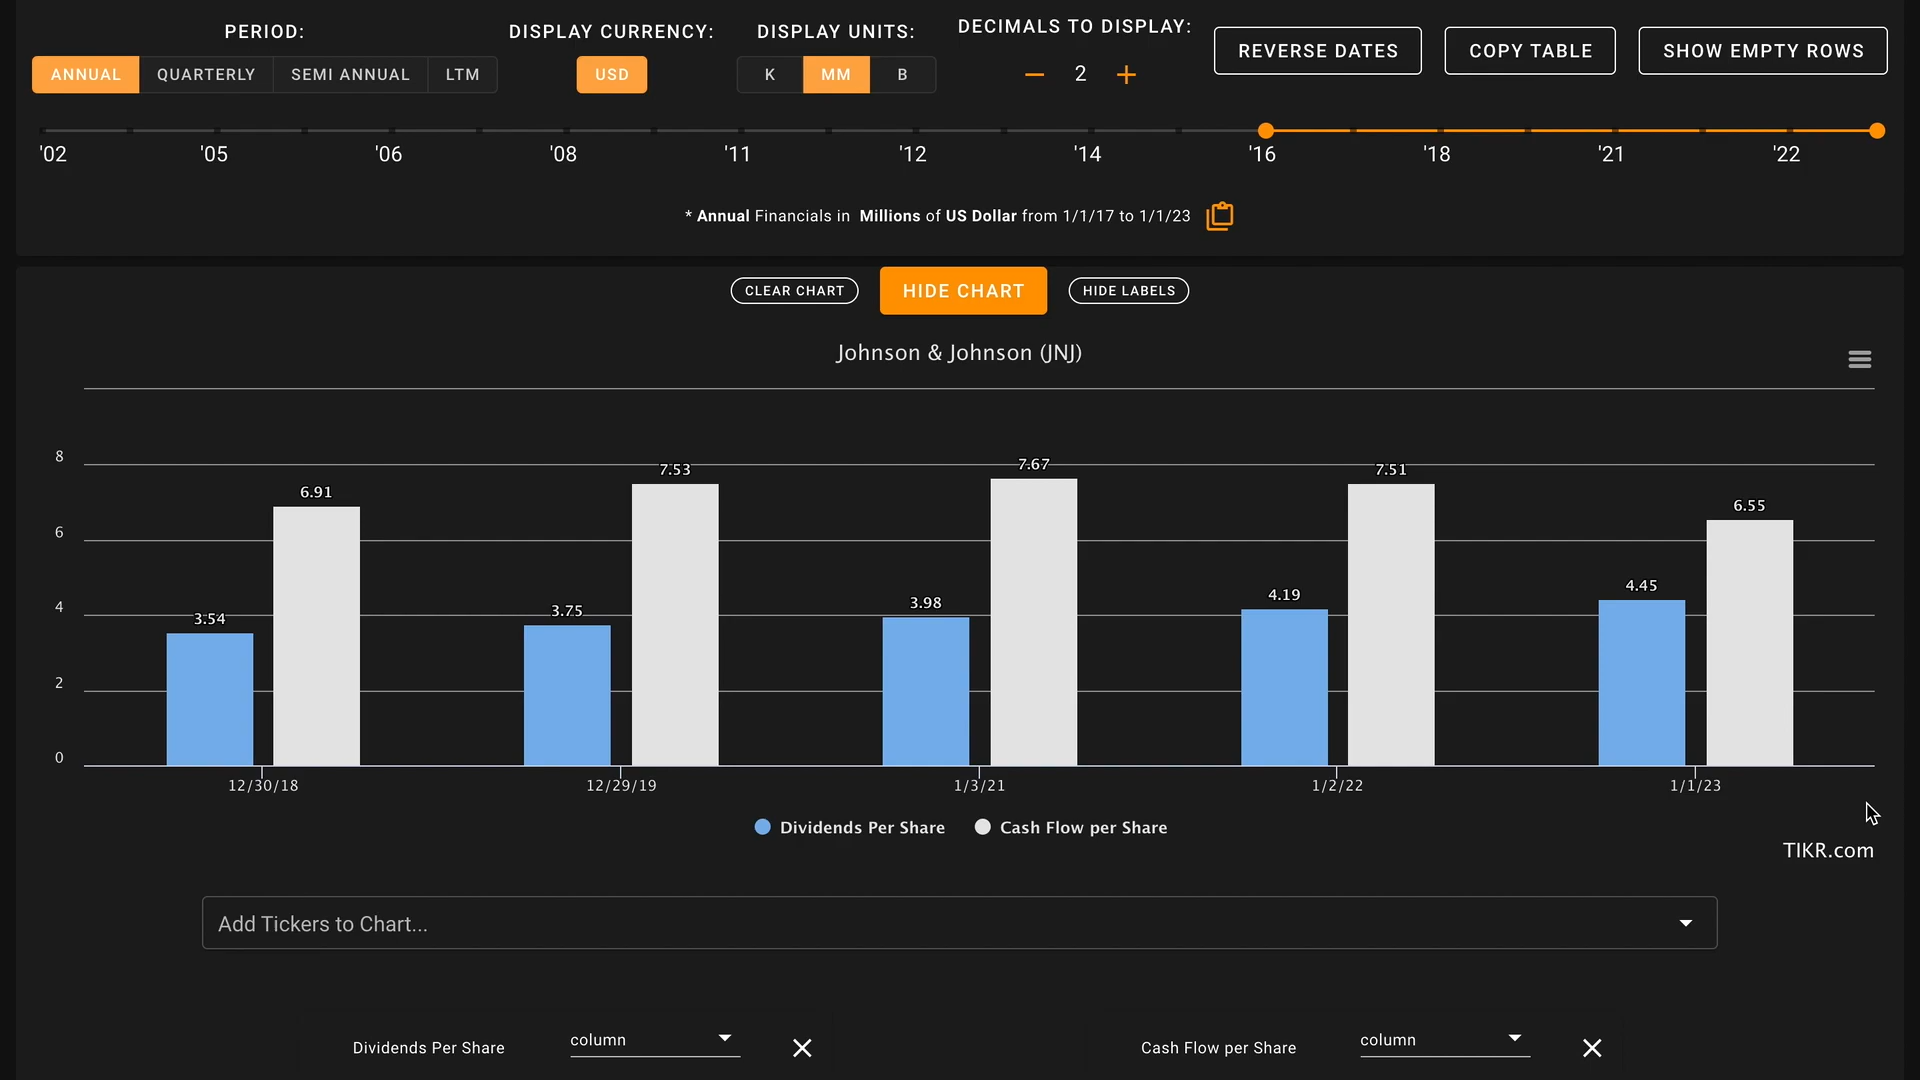 PERIOD:
ANNUAL QUARTERLY SEMI ANNUAL LTM
DISPLAY CURRENCY:
USD
DISPLAY UNITS:
K MM B
DECIMALS TO DISPLAY:
2
REVERSE DATES
COPY TABLE
SHOW EMPTY ROWS
'02 '05 '06 '08 '11 '12 '14 '16 '18 '21 '22
* Annual Financials in Millions of US Dollar from 1/1/17 to 1/1/23
CLEAR CHART
HIDE CHART
HIDE LABELS
Johnson & Johnson (JNJ)
8
6
4
2
0
3.54 6.91 3.75 7.53 3.98 7.67 4.19 7.51 4.45 6.55
12/30/18 12/29/19 1/3/21 1/2/22 1/1/23
Dividends Per Share Cash Flow per Share
TIKR.com
Add Tickers to Chart...
Dividends Per Share column
Cash Flow per Share column